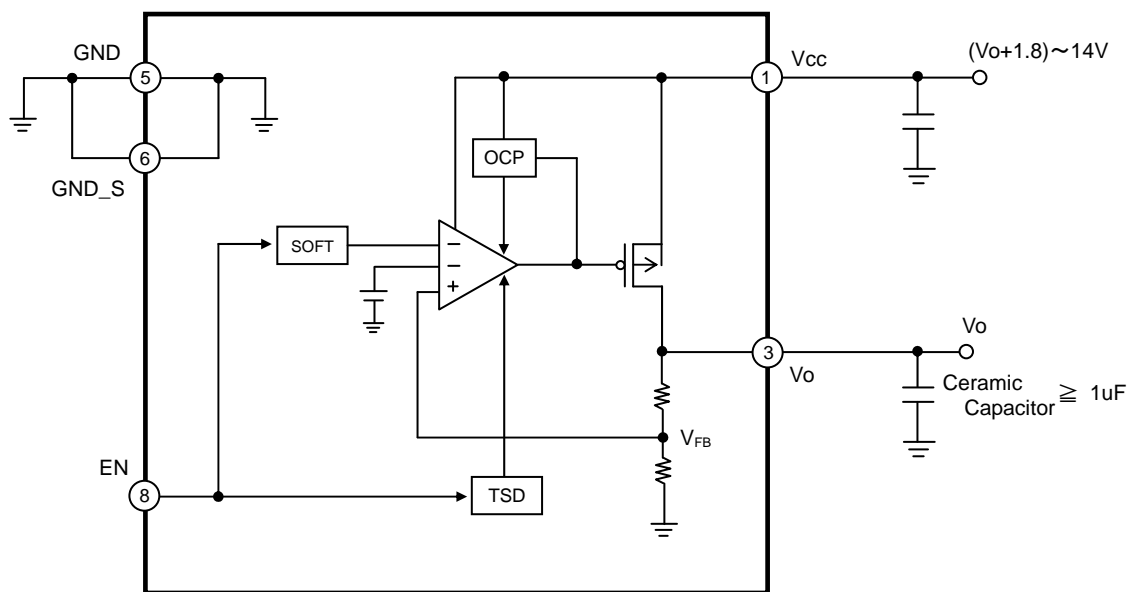 GND
5
6
GND_S
Vcc
1
(Vo+1.8)~14V
OCP
SOFT
−
−
+
3
Vo
Vo
Ceramic
Capacitor ≧ 1uF
VFB
EN
8
TSD